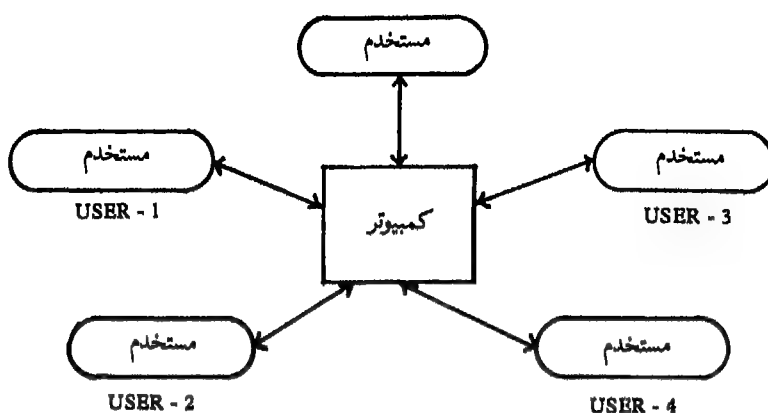 مستخدم
مستخدم
USER - 1
مستخدم
USER - 3
كمبيوتر
مستخدم
USER - 2
مستخدم
USER - 4